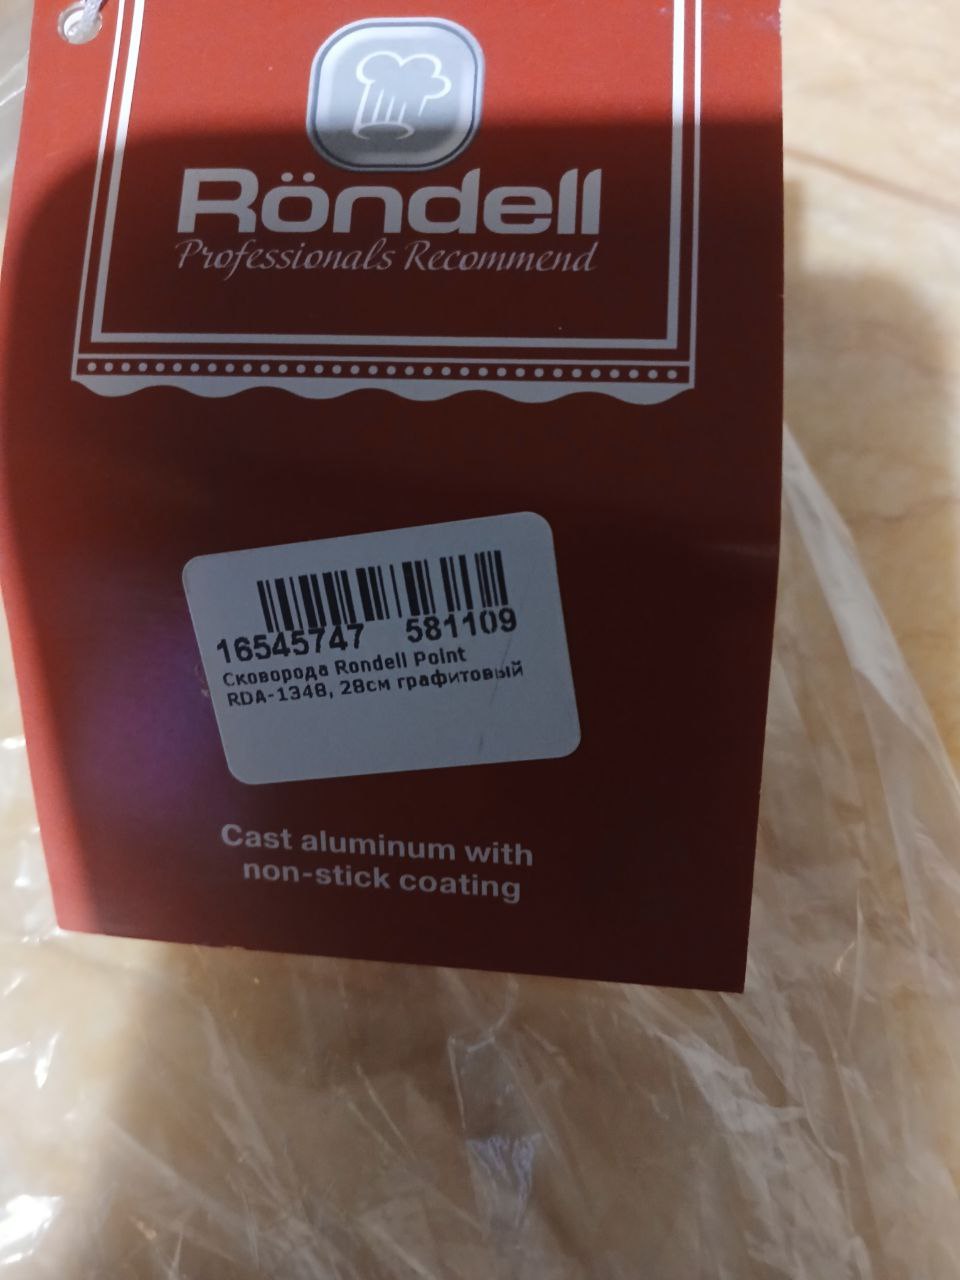 Röndell
Professionals Recommend
16545747 581109
Сковорода Rondell Point
RDA-1348, 28см графитовый
Cast aluminum with
non-stick coating